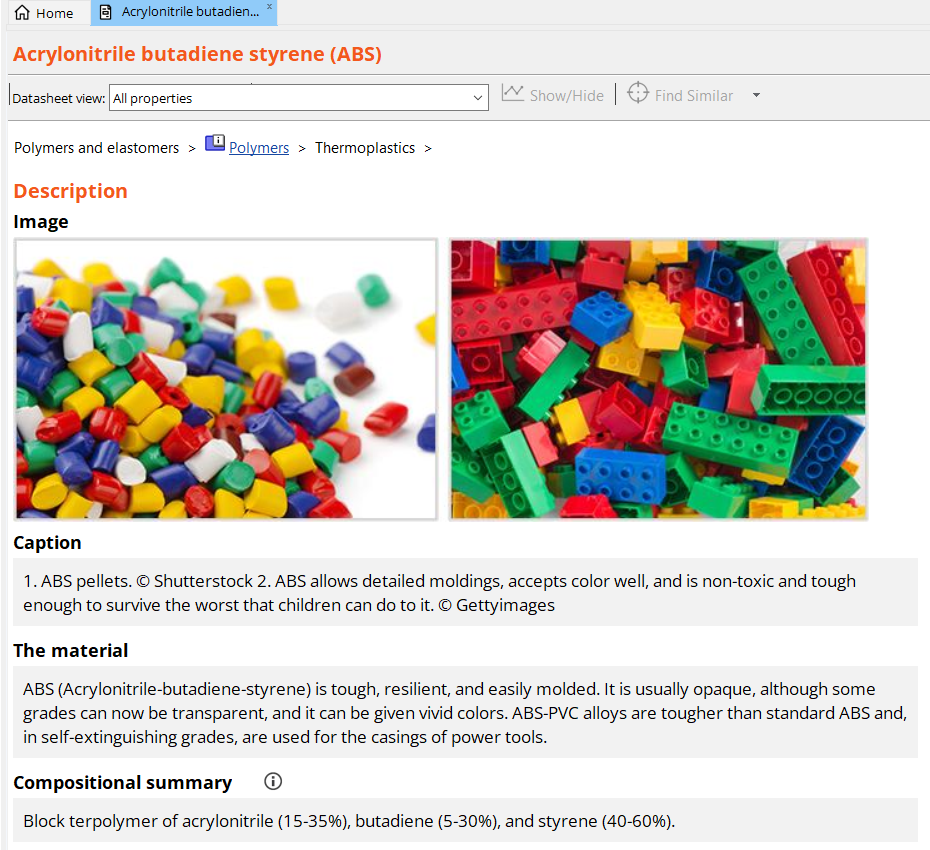 Home
Acrylonitrile butadien... ×
Acrylonitrile butadiene styrene (ABS)
Datasheet view: All properties
Show/Hide
Find Similar
Polymers and elastomers > Polymers > Thermoplastics >
Description
Image
Caption
1. ABS pellets. © Shutterstock 2. ABS allows detailed moldings, accepts color well, and is non-toxic and tough
enough to survive the worst that children can do to it. © Gettyimages
The material
ABS (Acrylonitrile-butadiene-styrene) is tough, resilient, and easily molded. It is usually opaque, although some
grades can now be transparent, and it can be given vivid colors. ABS-PVC alloys are tougher than standard ABS and,
in self-extinguishing grades, are used for the casings of power tools.
Compositional summary
Block terpolymer of acrylonitrile (15-35%), butadiene (5-30%), and styrene (40-60%).